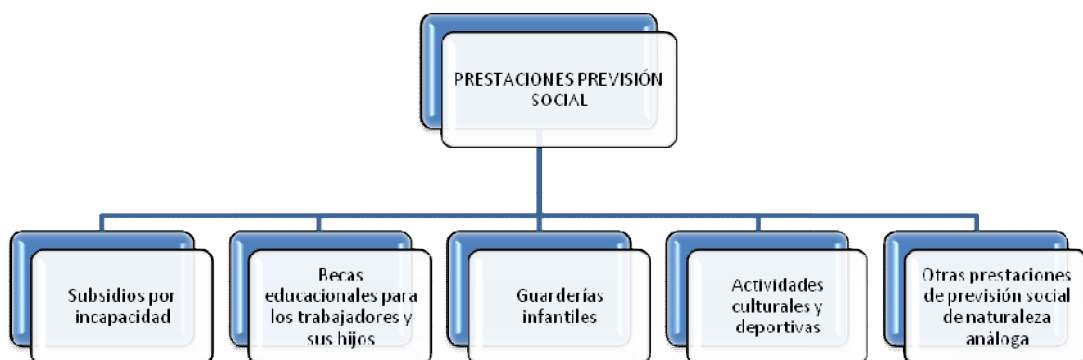 PRESTACIONES PREVISIÓN
SOCIAL
Subsidios por
incapacidad
Becas
educacionales para
los trabajadores y
sus hijos
Guarderías
infantiles
Actividades
culturales y
deportivas
Otras prestaciones
de previsión social
de naturaleza
análoga